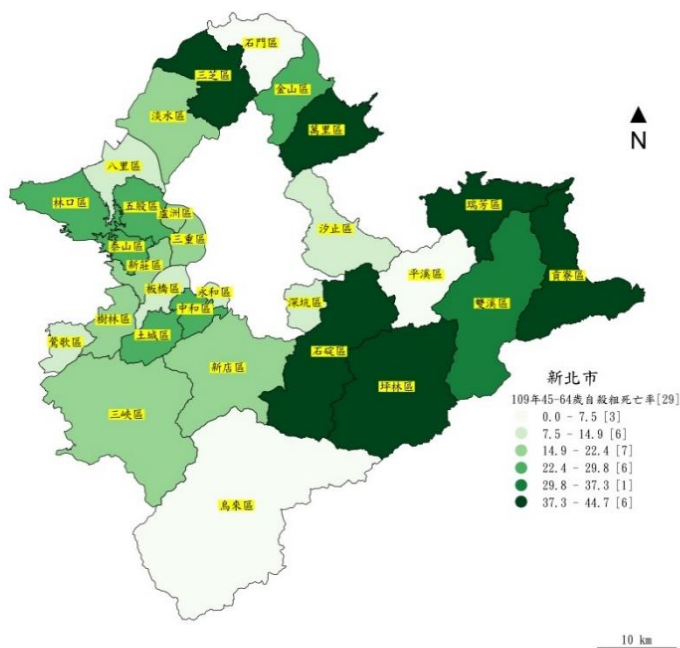 石門區
三芝區
金山區
萬里區
淡水區
N
八里區
林口區
五股區
蘆洲區
瑞芳區
汐止區
三重區
泰山區
平溪區
貢寮區
新莊區
板橋區
永和區
深坑區
雙溪區
中和區
樹林區
土城區
鶯歌區
石碇區
坪林區
新店區
三峽區
烏來區
新北市
109年45-64歲自殺粗死亡率[29]
0.0 - 7.5 [3]
7.5 - 14.9 [6]
14.9 - 22.4 [7]
22.4 - 29.8 [6]
29.8 - 37.3 [1]
37.3 - 44.7 [6]
10 km